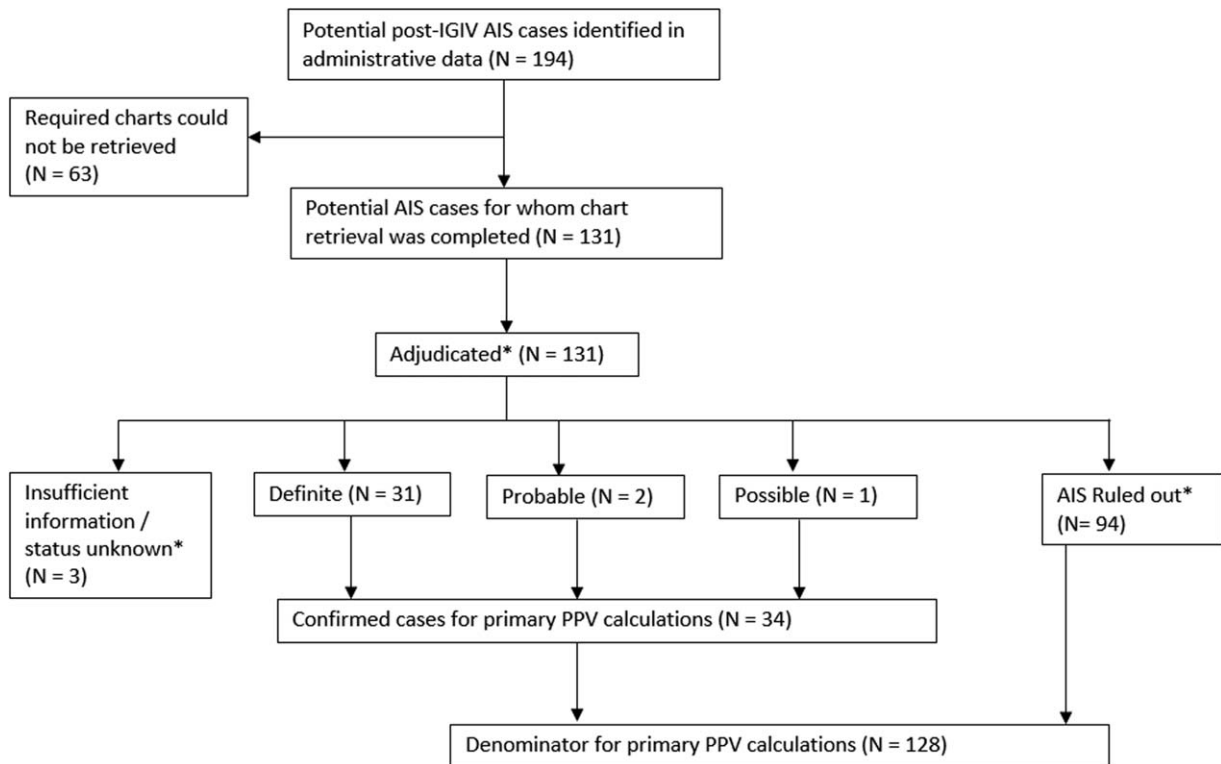 Potential post-IGIV AIS cases identified in
administrative data (N = 194)
Required charts could
not be retrieved
(N = 63)
Potential AIS cases for whom chart
retrieval was completed (N = 131)
Adjudicated* (N = 131)
Insufficient
information /
status unknown*
(N = 3)
Definite (N = 31)
Probable (N = 2)
Possible (N = 1)
AIS Ruled out*
(N= 94)
Confirmed cases for primary PPV calculations (N = 34)
Denominator for primary PPV calculations (N = 128)